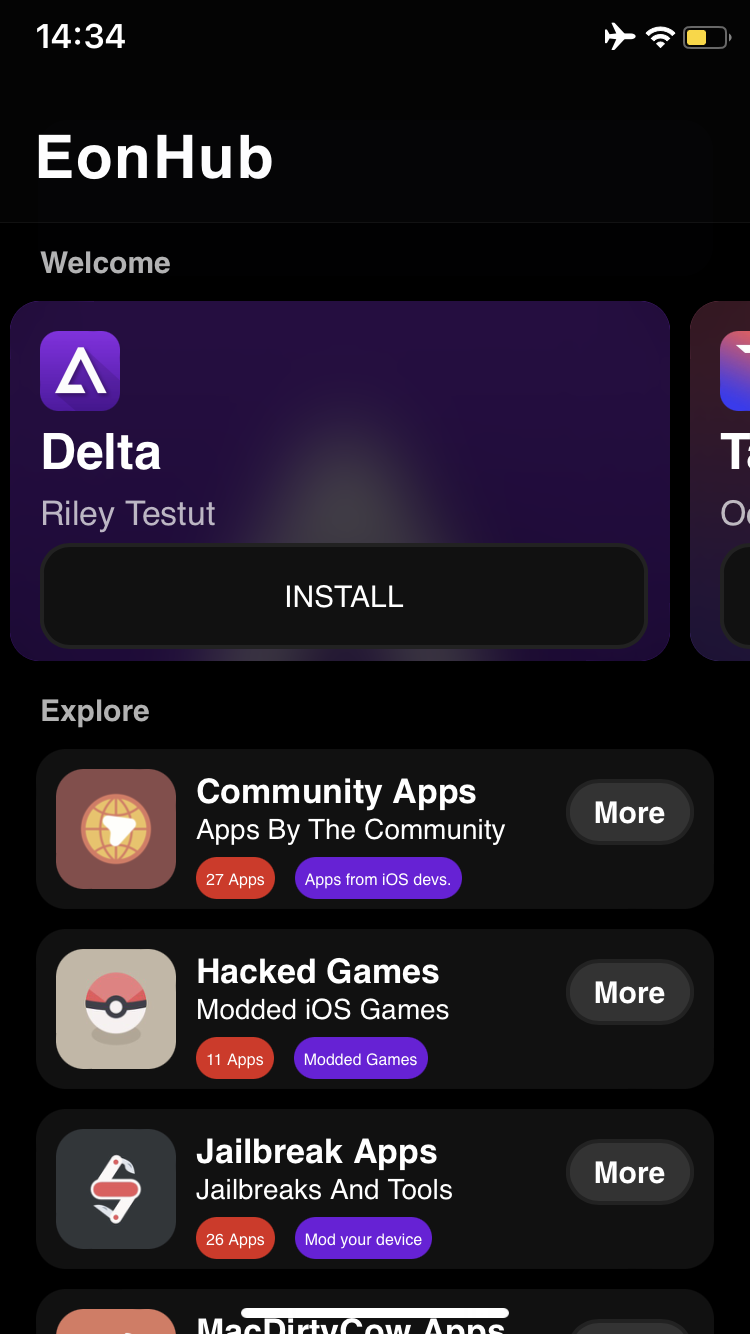 14:34
EonHub
Welcome
Delta
Riley Testut
INSTALL
Explore
Community Apps
Apps By The Community
More
27 Apps
Apps from iOS devs.
Hacked Games
Modded iOS Games
More
11 Apps
Modded Games
Jailbreak Apps
Jailbreaks And Tools
More
26 Apps
Mod your device
MacDirtyCow Apps